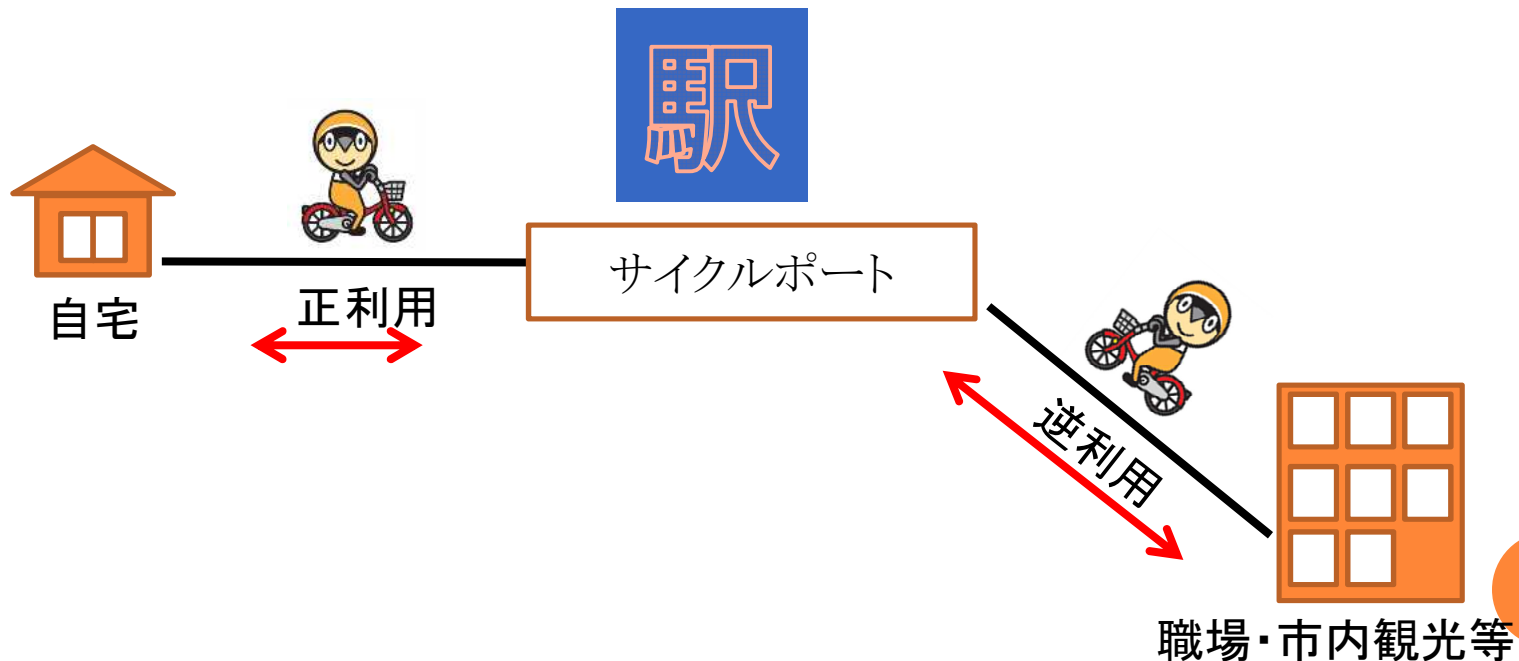 駅
サイクルポート
自宅
正利用
逆利用
職場・市内観光等